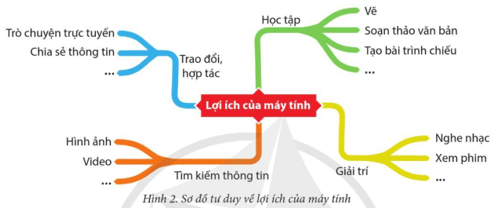 Trò chuyện trực tuyến
Chia sẻ thông tin
...
Trao đổi,
hợp tác
Học tập
Vẽ
Soạn thảo văn bản
Tạo bài trình chiếu
...
Lợi ích của máy tính
Hình ảnh
Video
...
Tìm kiếm thông tin
Giải trí
Nghe nhạc
Xem phim
...
Hình 2. Sơ đồ tư duy về lợi ích của máy tính